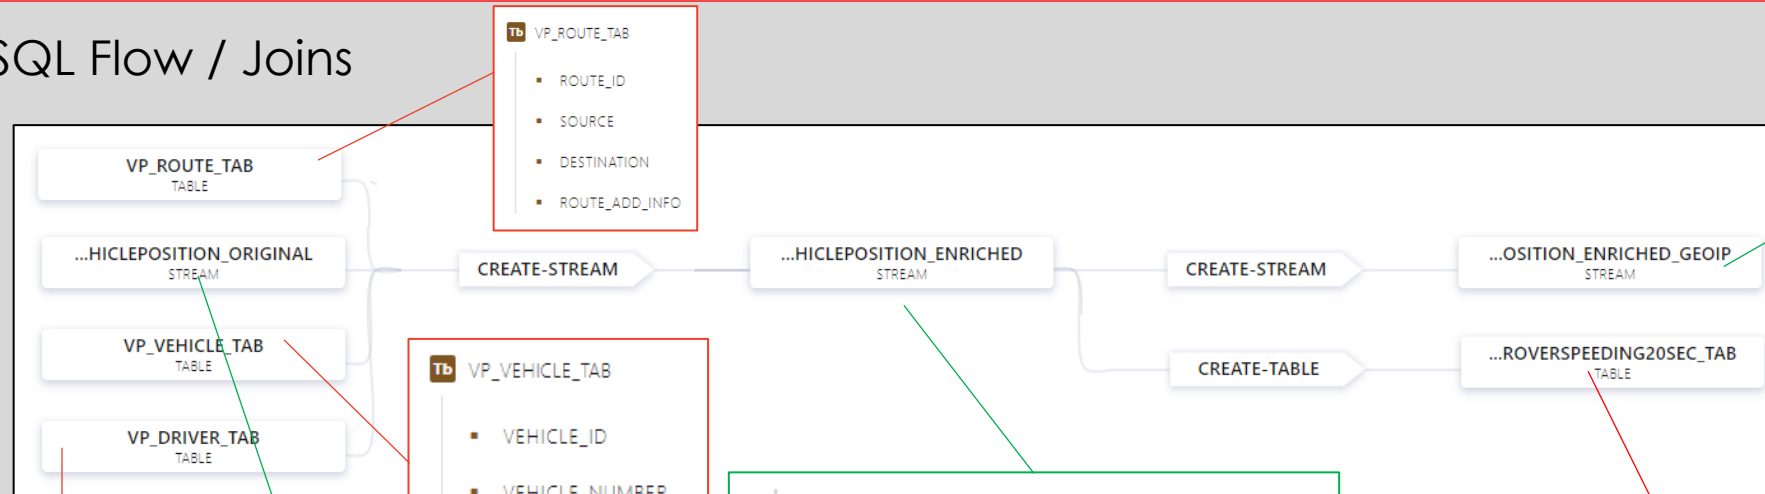 SQL Flow / Joins
Tb VP_ROUTE_TAB
ROUTE_ID
SOURCE
DESTINATION
ROUTE_ADD_INFO
VP_ROUTE_TAB
TABLE
...HICLEPOSITION_ORIGINAL
STREAM
VP_VEHICLE_TAB
TABLE
VP_DRIVER_TAB
TABLE
CREATE-STREAM
Tb VP_VEHICLE_TAB
VEHICLE_ID
VEHICLE_NUMBER
...HICLEPOSITION_ENRICHED
STREAM
CREATE-STREAM
CREATE-TABLE
...OSITION_ENRICHED_GEOIP
STREAM
...ROVERSPEEDING20SEC_TAB
TABLE